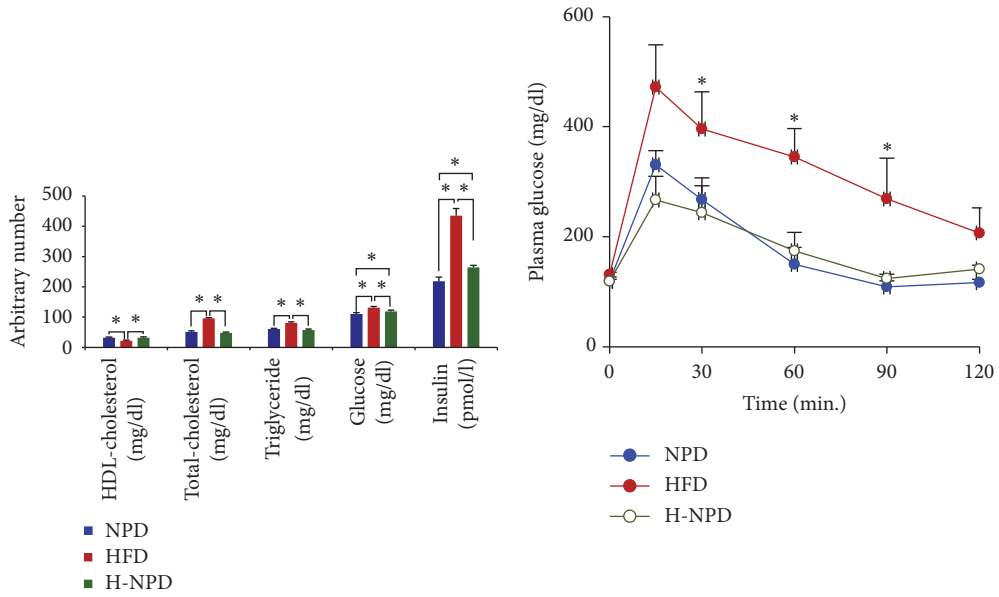 Arbitrary number
500
400
300
200
100
0
* *
* *
* *
*
* *
*
* *
HDL-cholesterol
(mg/dl)
Total-cholesterol
(mg/dl)
Triglyceride
(mg/dl)
Glucose
(mg/dl)
Insulin
(pmol/l)
NPD
HFD
H-NPD
Plasma glucose (mg/dl)
600
400
200
0
*
*
*
0 30 60 90 120
Time (min.)
NPD
HFD
H-NPD